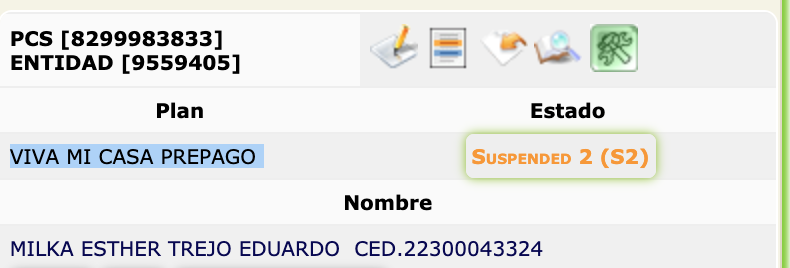 PCS [8299983833]
ENTIDAD [9559405]
Plan
Estado
VIVA MI CASA PREPAGO
SUSPENDED 2 (S2)
Nombre
MILKA ESTHER TREJO EDUARDO CED.22300043324